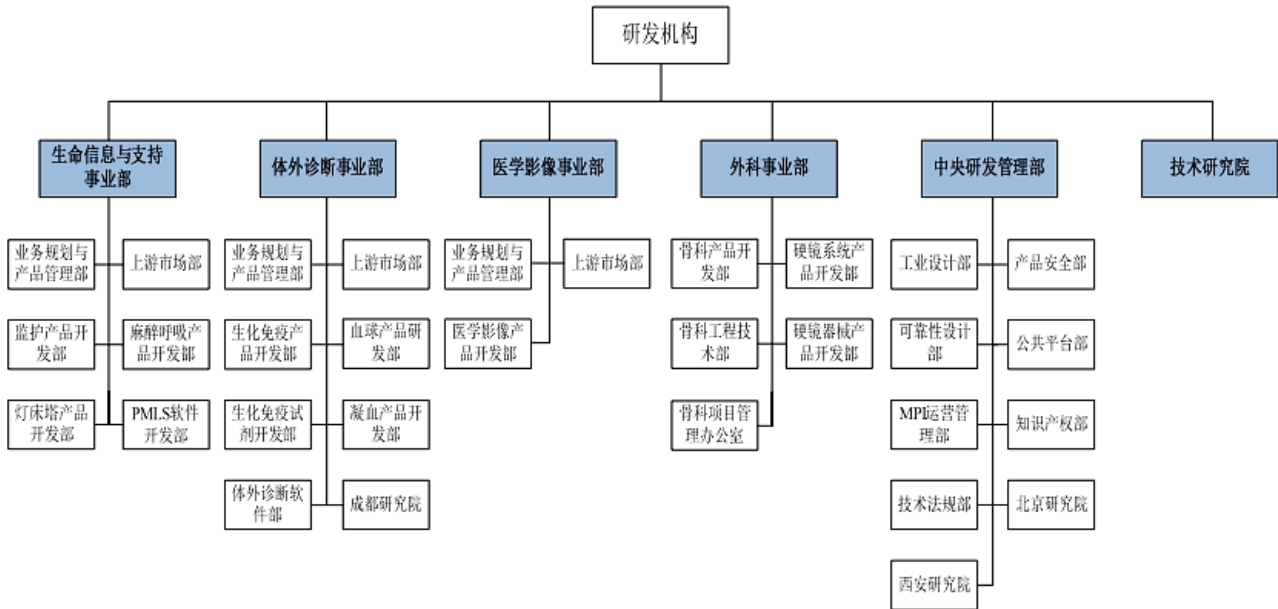 研发机构
生命信息与支持
事业部
体外诊断事业部
医学影像事业部
外科事业部
中央研发管理部
技术研究院
业务规划与
产品管理部
上游市场部
监护产品开
发部
麻醉呼吸产
品开发部
灯床塔产品
开发部
PMLS软件
开发部
业务规划与
产品管理部
上游市场部
生化免疫产
品开发部
血球产品研
发部
生化免疫试
剂开发部
凝血产品开
发部
体外诊断软
件部
成都研究院
业务规划与
产品管理部
上游市场部
医学影像产
品开发部
骨科产品开
发部
硬镜系统产
品开发部
骨科工程技
术部
硬镜器械产
品开发部
骨科项目管
理办公室
工业设计部
产品安全部
可靠性设计
部
公共平台部
MPI运营管
理部
知识产权部
技术法规部
北京研究院
西安研究院